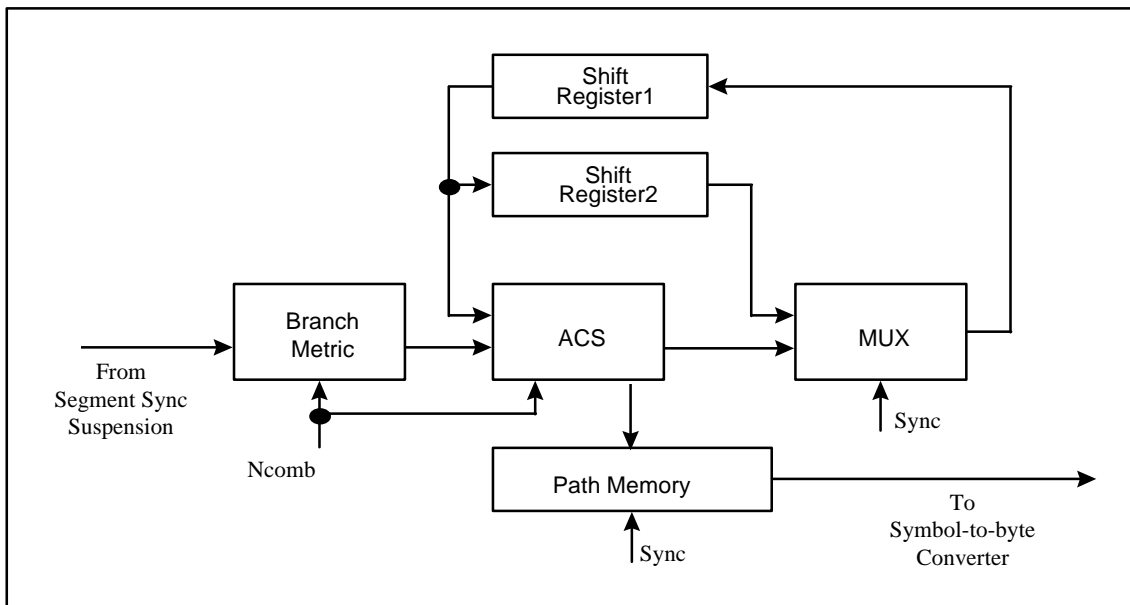 Shift
Register1
Shift
Register2
Branch
Metric
ACS
MUX
From
Segment Sync
Suspension
Ncomb
Sync
Path Memory
Sync
To
Symbol-to-byte
Converter